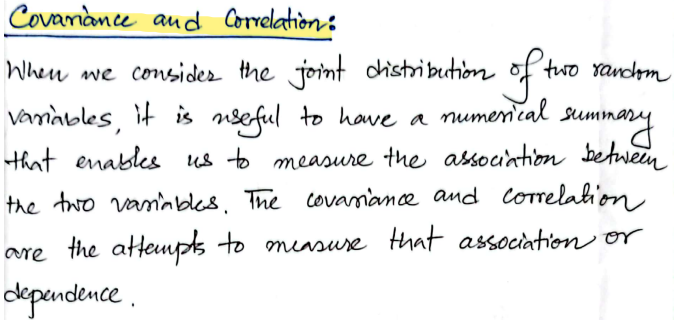 Covariance and Correlation:
When we consider the joint distribution of two random
variables, it is useful to have a numerical summary
that enables us to measure the association between
the two variables. The covariance and correlation
are the attempts to measure that association or
dependence.